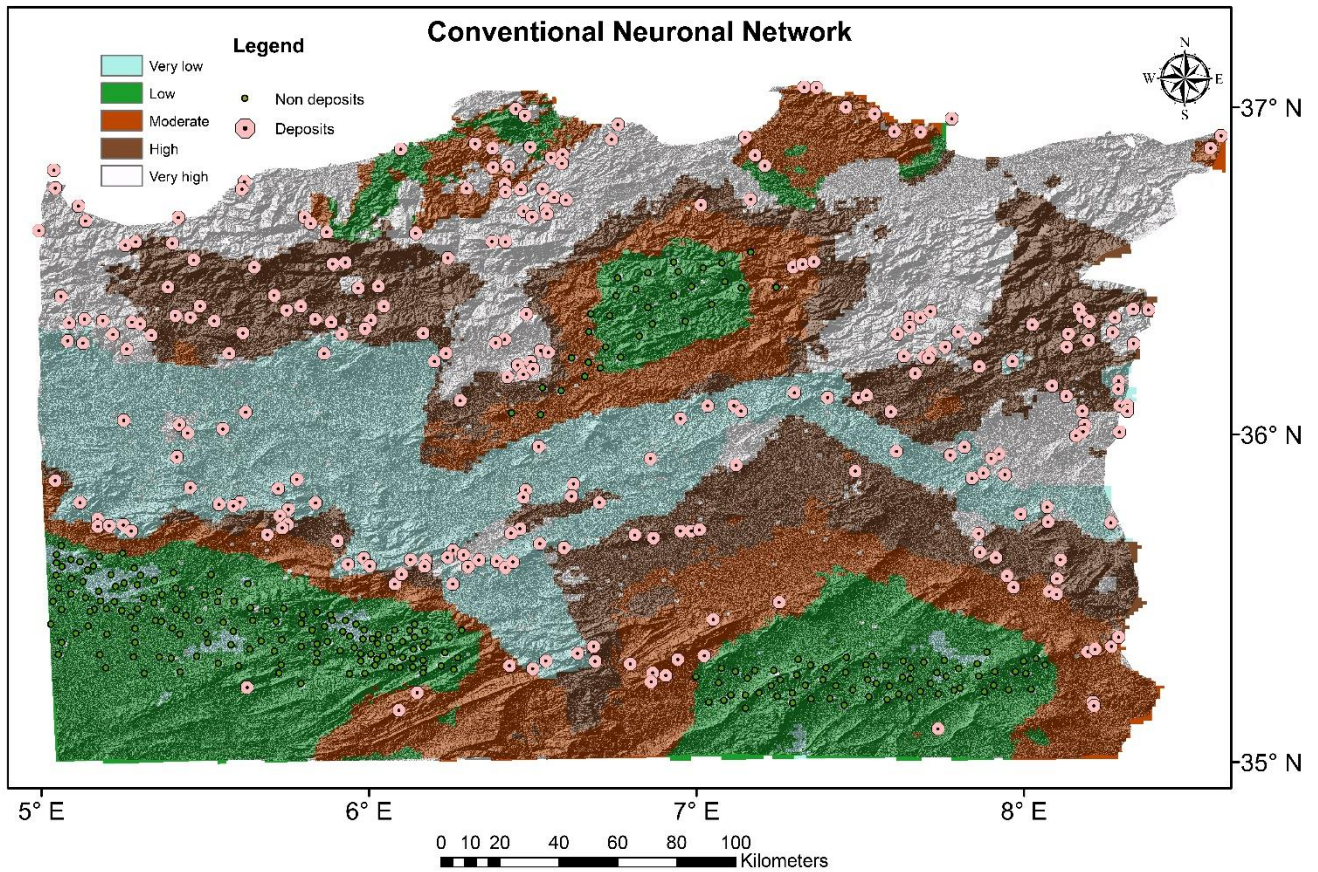 Conventional Neuronal Network
Legend
Very low
Low
Moderate
High
Very high
Non deposits
Deposits
N
W E
S
37° N
36° N
35° N
5° E 6° E 7° E 8° E
0 10 20 40 60 80 100
Kilometers